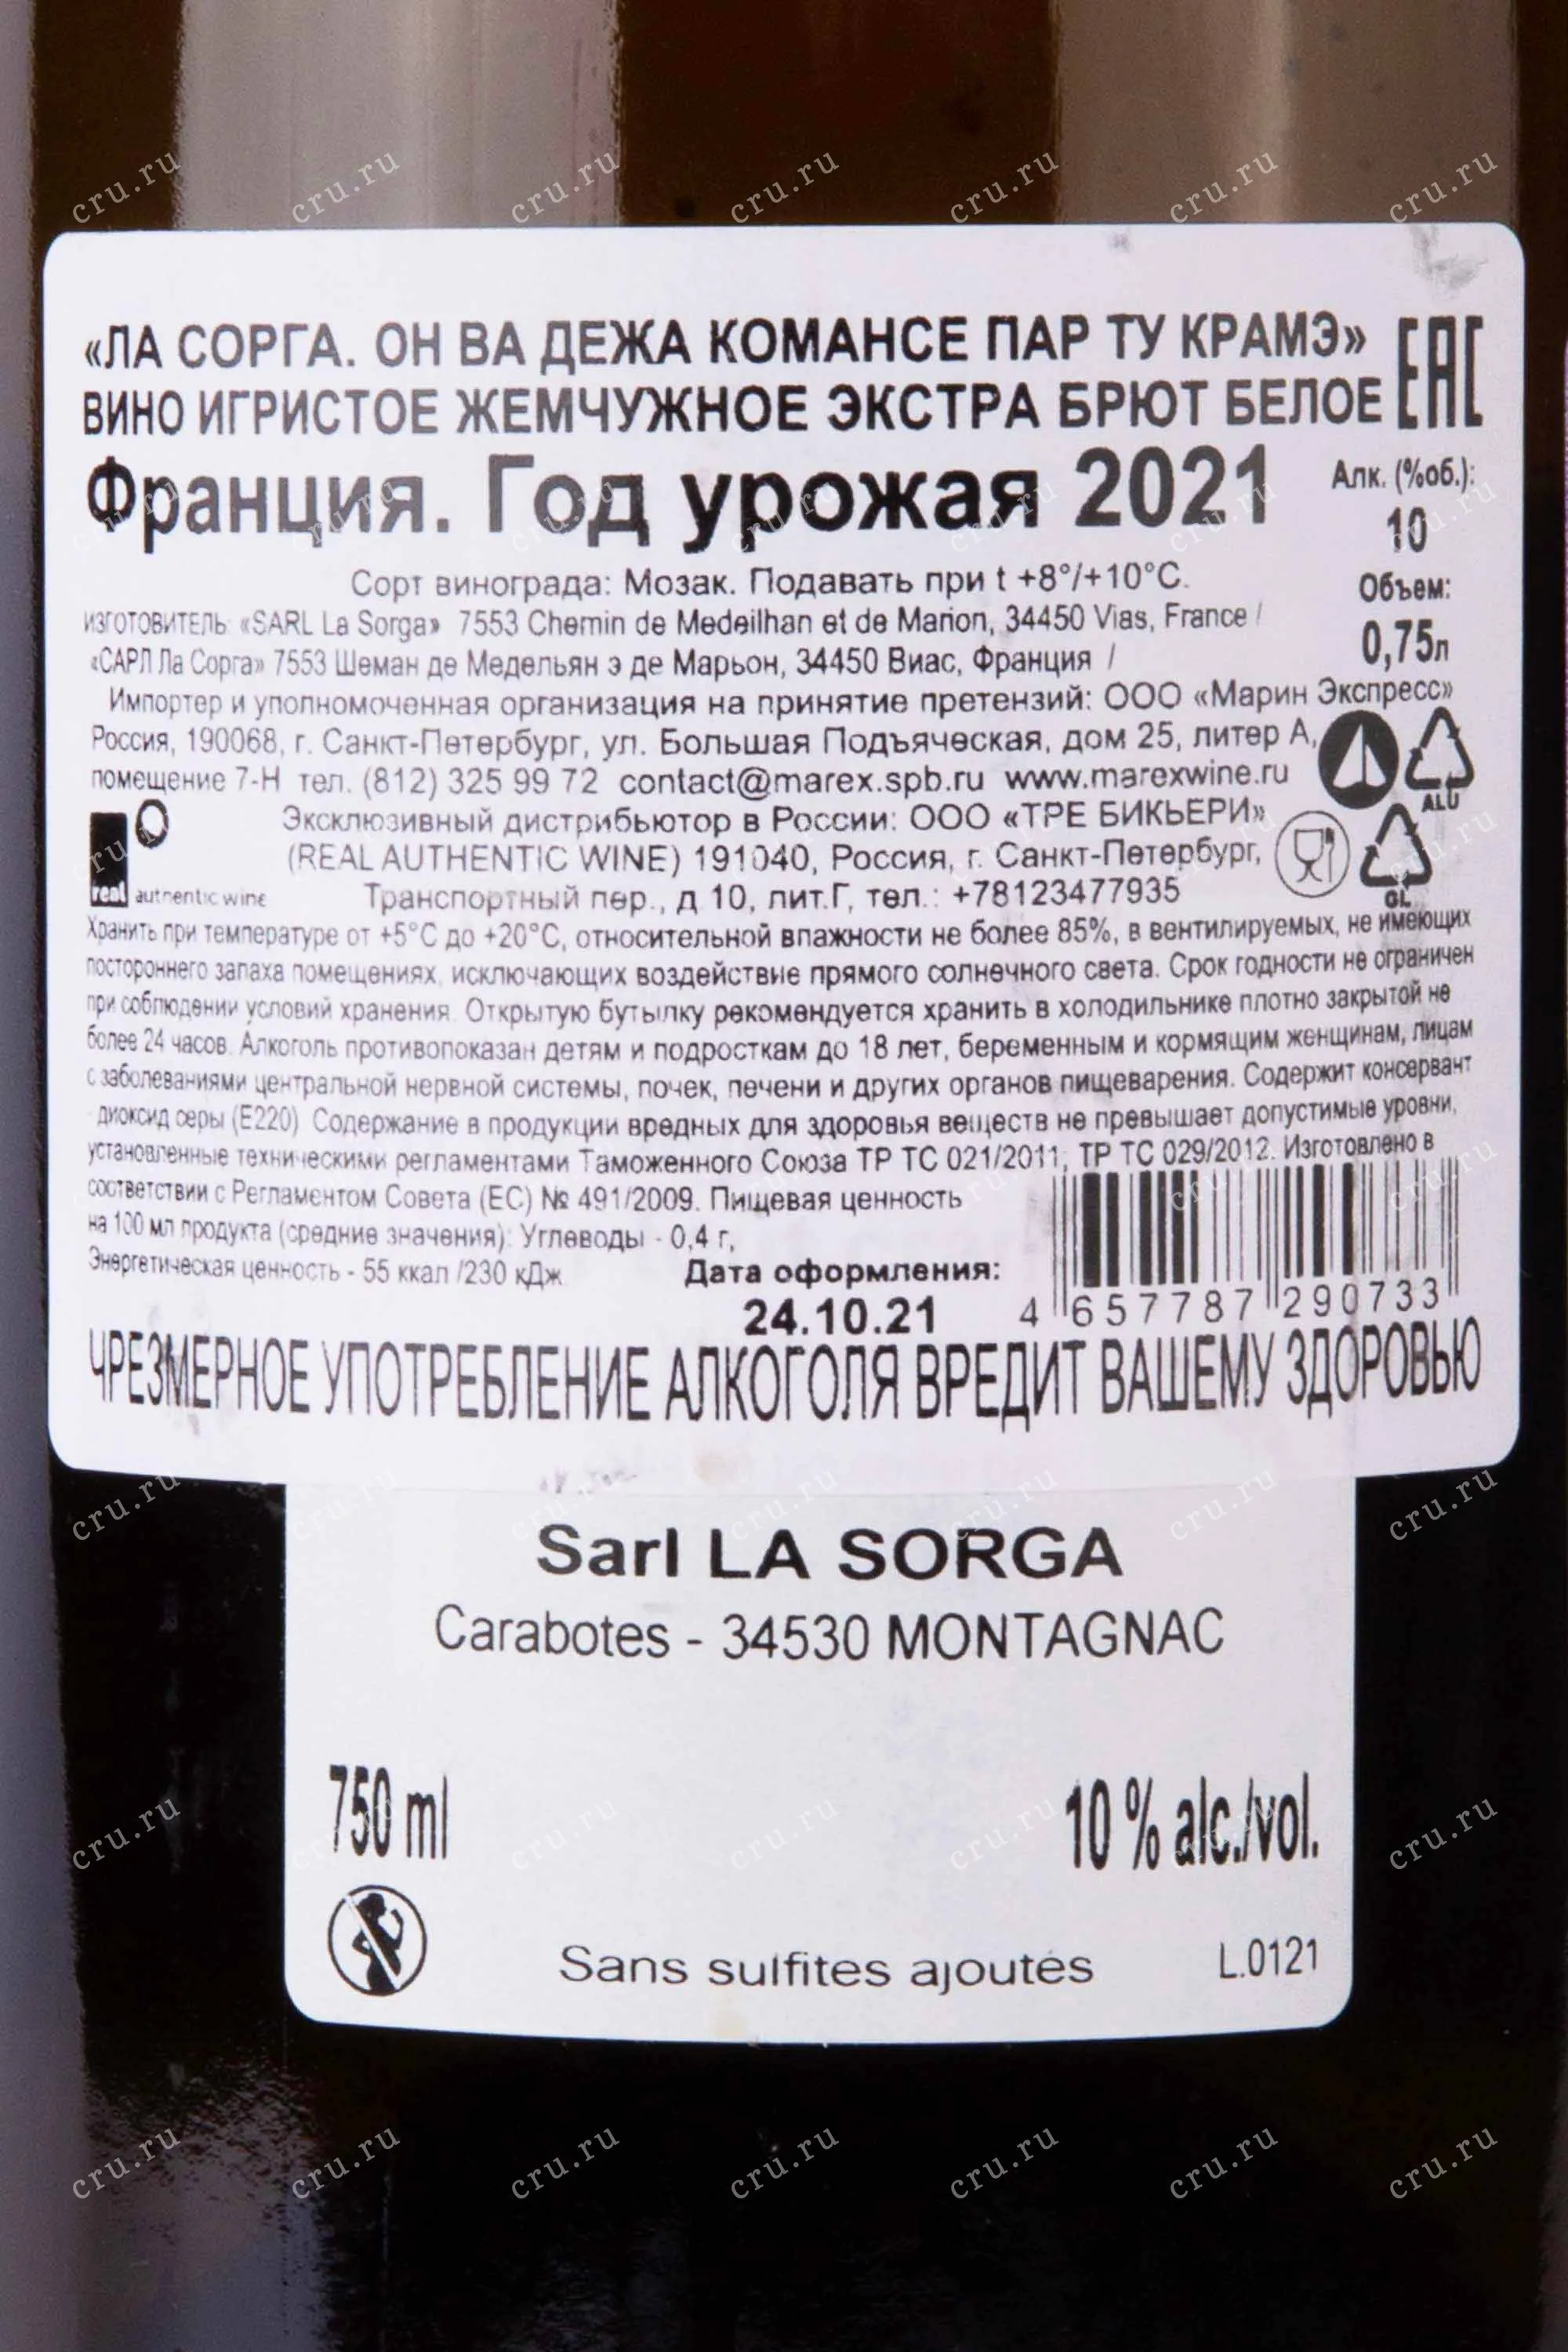 «ЛА СОРГА. ОН ВА ДЕЖА КОМАНСЕ ПАР ТУ КРАМЭ»
ВИНО ИГРИСТОЕ ЖЕМЧУЖНОЕ ЭКСТРА БРЮТ БЕЛОЕ
EAC
Франция. Год урожая 2021
Алк. (%об.):
10
Объем:
0,75л
Сорт винограда: Мозак. Подавать при t +8°/+10°C.
ИЗГОТОВИТЕЛЬ: «SARL La Sorga» 7553 Chemin de Medeilhan et de Marion, 34450 Vias, France /
«САРЛ Ла Сорга» 7553 Шеман де Медельян э де Марьон, 34450 Виас, Франция /
Импортер и уполномоченная организация на принятие претензий: ООО «Марин Экспресс»
Россия, 190068, г. Санкт-Петербург, ул. Большая Подъяческая, дом 25, литер А,
помещение 7-Н тел. (812) 325 99 72 contact@marex.spb.ru www.marexwine.ru
ALU
Эксклюзивный дистрибьютор в России: ООО «ТРЕ БИКЬЕРИ»
(REAL AUTHENTIC WINE) 191040, Россия, г. Санкт-Петербург,
Транспортный пер., д 10, лит.Г, тел.: +78123477935
real authentic wine
GL
Хранить при температуре от +5°C до +20°C, относительной влажности не более 85%, в вентилируемых, не имеющих
постороннего запаха помещениях, исключающих воздействие прямого солнечного света. Срок годности не ограничен
при соблюдении условий хранения. Открытую бутылку рекомендуется хранить в холодильнике плотно закрытой не
более 24 часов. Алкоголь противопоказан детям и подросткам до 18 лет, беременным и кормящим женщинам, лицам
с заболеваниями центральной нервной системы, почек, печени и других органов пищеварения. Содержит консервант
диоксид серы (Е220). Содержание в продукции вредных для здоровья веществ не превышает допустимые уровни,
установленные техническими регламентами Таможенного Союза ТР ТС 021/2011, ТР ТС 029/2012. Изготовлено в
соответствии с Регламентом Совета (ЕС) № 491/2009. Пищевая ценность
на 100 мл продукта (средние значения): Углеводы - 0,4 г,
Энергетическая ценность - 55 ккал /230 кДж
Дата оформления:
24.10.21
4 657787 290733
ЧРЕЗМЕРНОЕ УПОТРЕБЛЕНИЕ АЛКОГОЛЯ ВРЕДИТ ВАШЕМУ ЗДОРОВЬЮ
Sarl LA SORGA
Carabotes - 34530 MONTAGNAC
750 ml
10 % alc./vol.
Sans sulfites ajoutés
L.0121
cru.ru